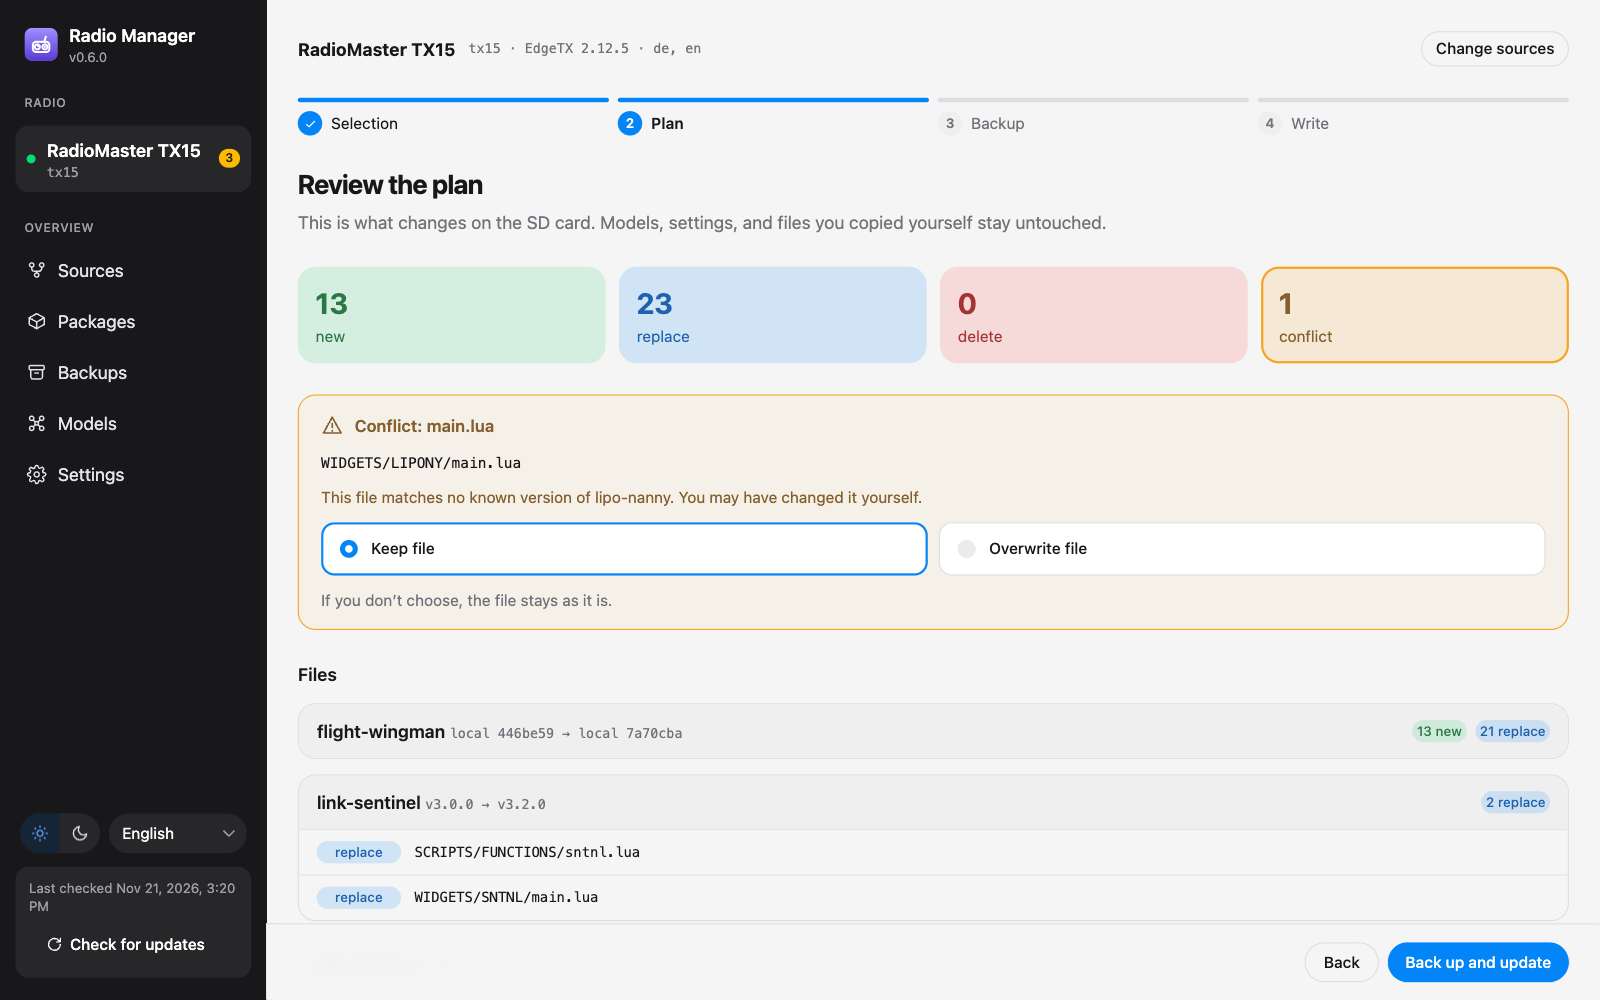 Radio Manager
v0.6.0
RADIO
RadioMaster TX15
tx15
3
OVERVIEW
Sources
Packages
Backups
Models
Settings
English
Last checked Nov 21, 2026, 3:20
PM
Check for updates
RadioMaster TX15 tx15 · EdgeTX 2.12.5 · de, en
Change sources
Selection
2 Plan
3 Backup
4 Write
Review the plan
This is what changes on the SD card. Models, settings, and files you copied yourself stay untouched.
13
new
23
replace
0
delete
1
conflict
Conflict: main.lua
WIDGETS/LIPONY/main.lua
This file matches no known version of lipo-nanny. You may have changed it yourself.
Keep file
Overwrite file
If you don’t choose, the file stays as it is.
Files
flight-wingman local 446be59 → local 7a70cba
13 new
21 replace
link-sentinel v3.0.0 → v3.2.0
2 replace
replace SCRIPTS/FUNCTIONS/sntnl.lua
replace WIDGETS/SNTNL/main.lua
Back
Back up and update